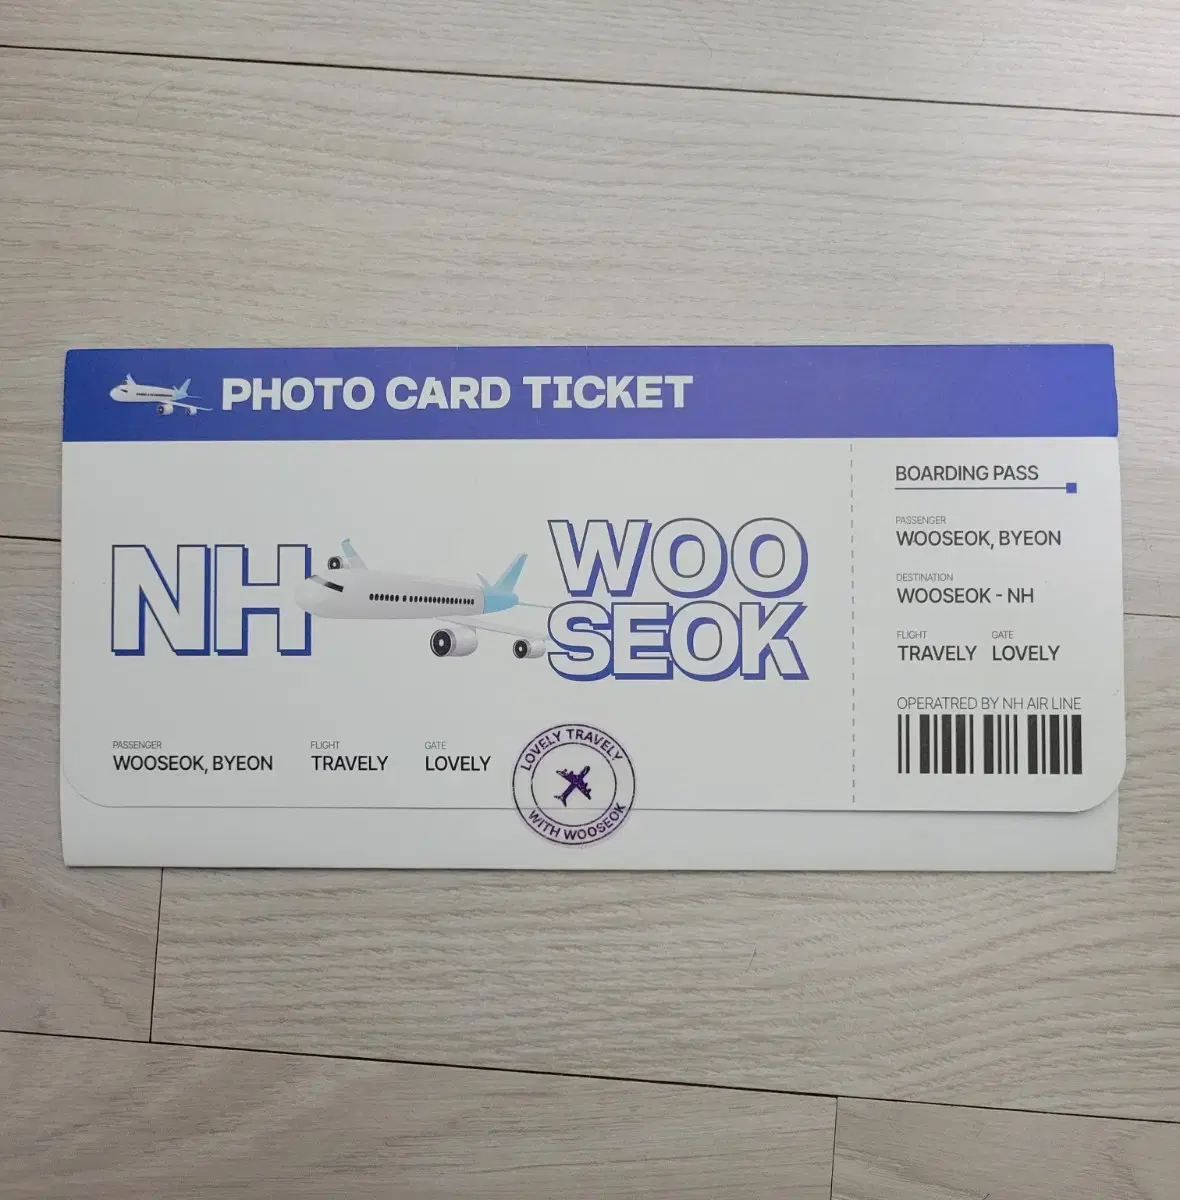 PHOTO CARD TICKET
NH
WOO
SEOK
PASSENGER
WOOSEOK, BYEON
FLIGHT
TRAVELY
GATE
LOVELY
LOVELY TRAVELY
WITH WOOSEOK
BOARDING PASS
PASSENGER
WOOSEOK, BYEON
DESTINATION
WOOSEOK - NH
FLIGHT GATE
TRAVELY LOVELY
OPERATRED BY NH AIR LINE